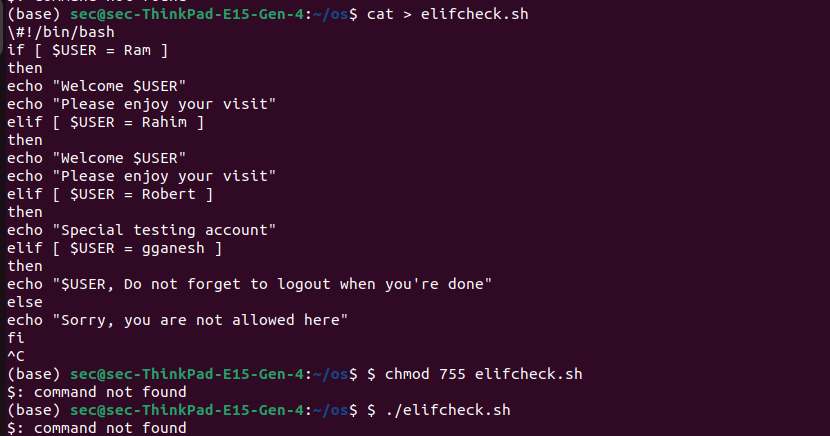 $: command not found
(base) sec@sec-ThinkPad-E15-Gen-4:~/os$ cat > elifcheck.sh
\#!/bin/bash
if [ $USER = Ram ]
then
echo "Welcome $USER"
echo "Please enjoy your visit"
elif [ $USER = Rahim ]
then
echo "Welcome $USER"
echo "Please enjoy your visit"
elif [ $USER = Robert ]
then
echo "Special testing account"
elif [ $USER = gganesh ]
then
echo "$USER, Do not forget to logout when you're done"
else
echo "Sorry, you are not allowed here"
fi
^C
(base) sec@sec-ThinkPad-E15-Gen-4:~/os$ $ chmod 755 elifcheck.sh
$: command not found
(base) sec@sec-ThinkPad-E15-Gen-4:~/os$ $ ./elifcheck.sh
$: command not found